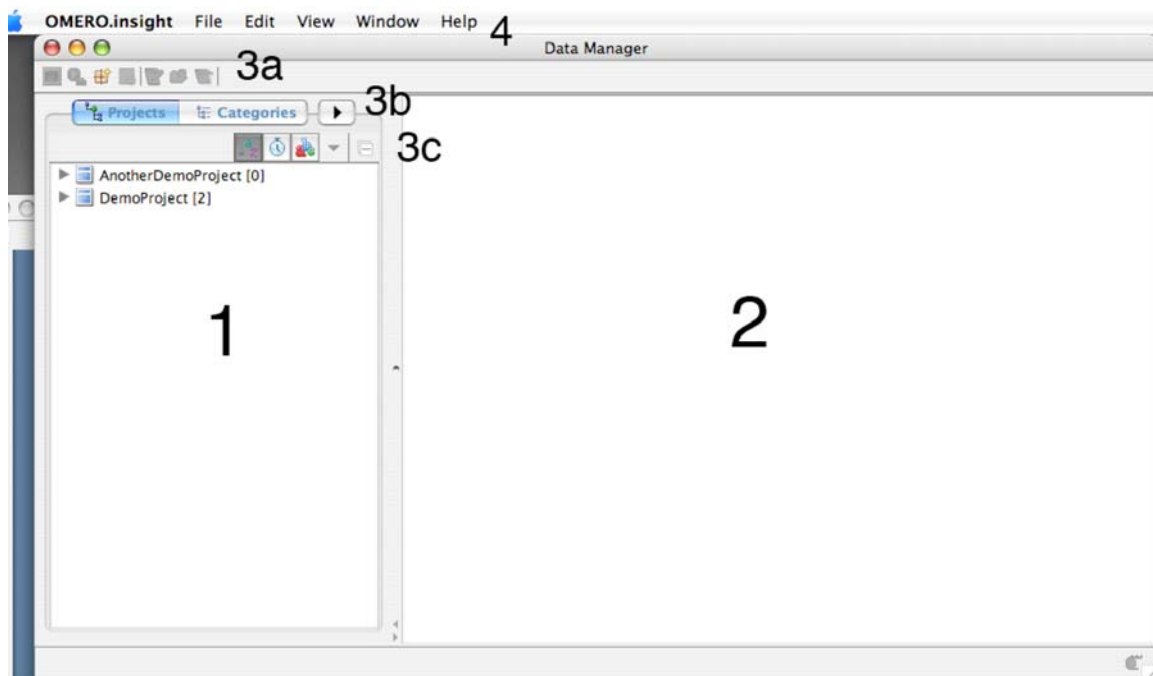 OMERO.insight File Edit View Window Help
4
Data Manager
3a
Projects Categories
3b
3c
AnotherDemoProject [0]
DemoProject [2]
1
2